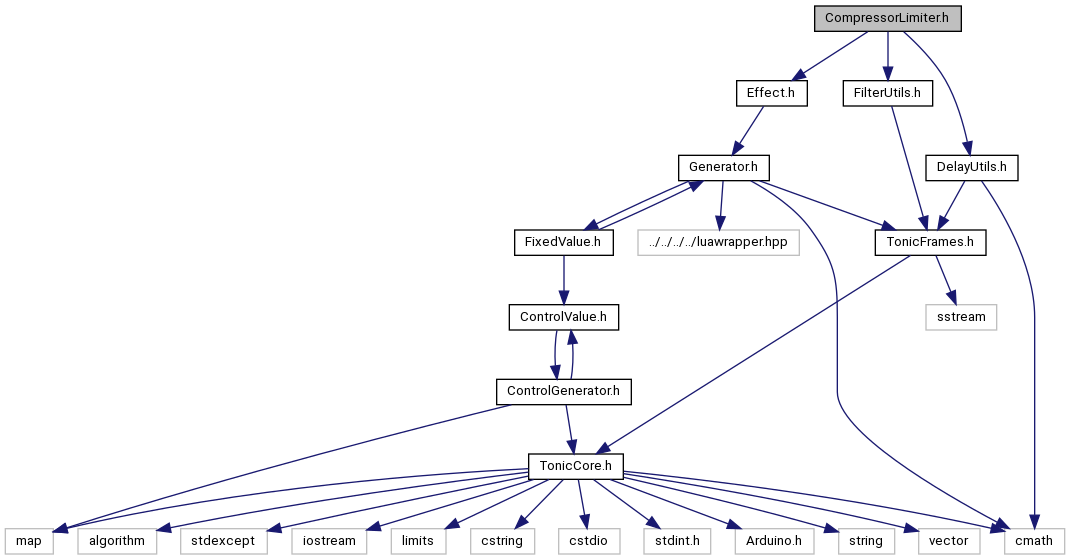 CompressorLimiter.h
Effect.h
FilterUtils.h
Generator.h
DelayUtils.h
FixedValue.h
../../../../luawrapper.hpp
TonicFrames.h
ControlValue.h
sstream
ControlGenerator.h
TonicCore.h
map
algorithm
stdexcept
iostream
limits
cstring
cstdio
stdint.h
Arduino.h
string
vector
cmath